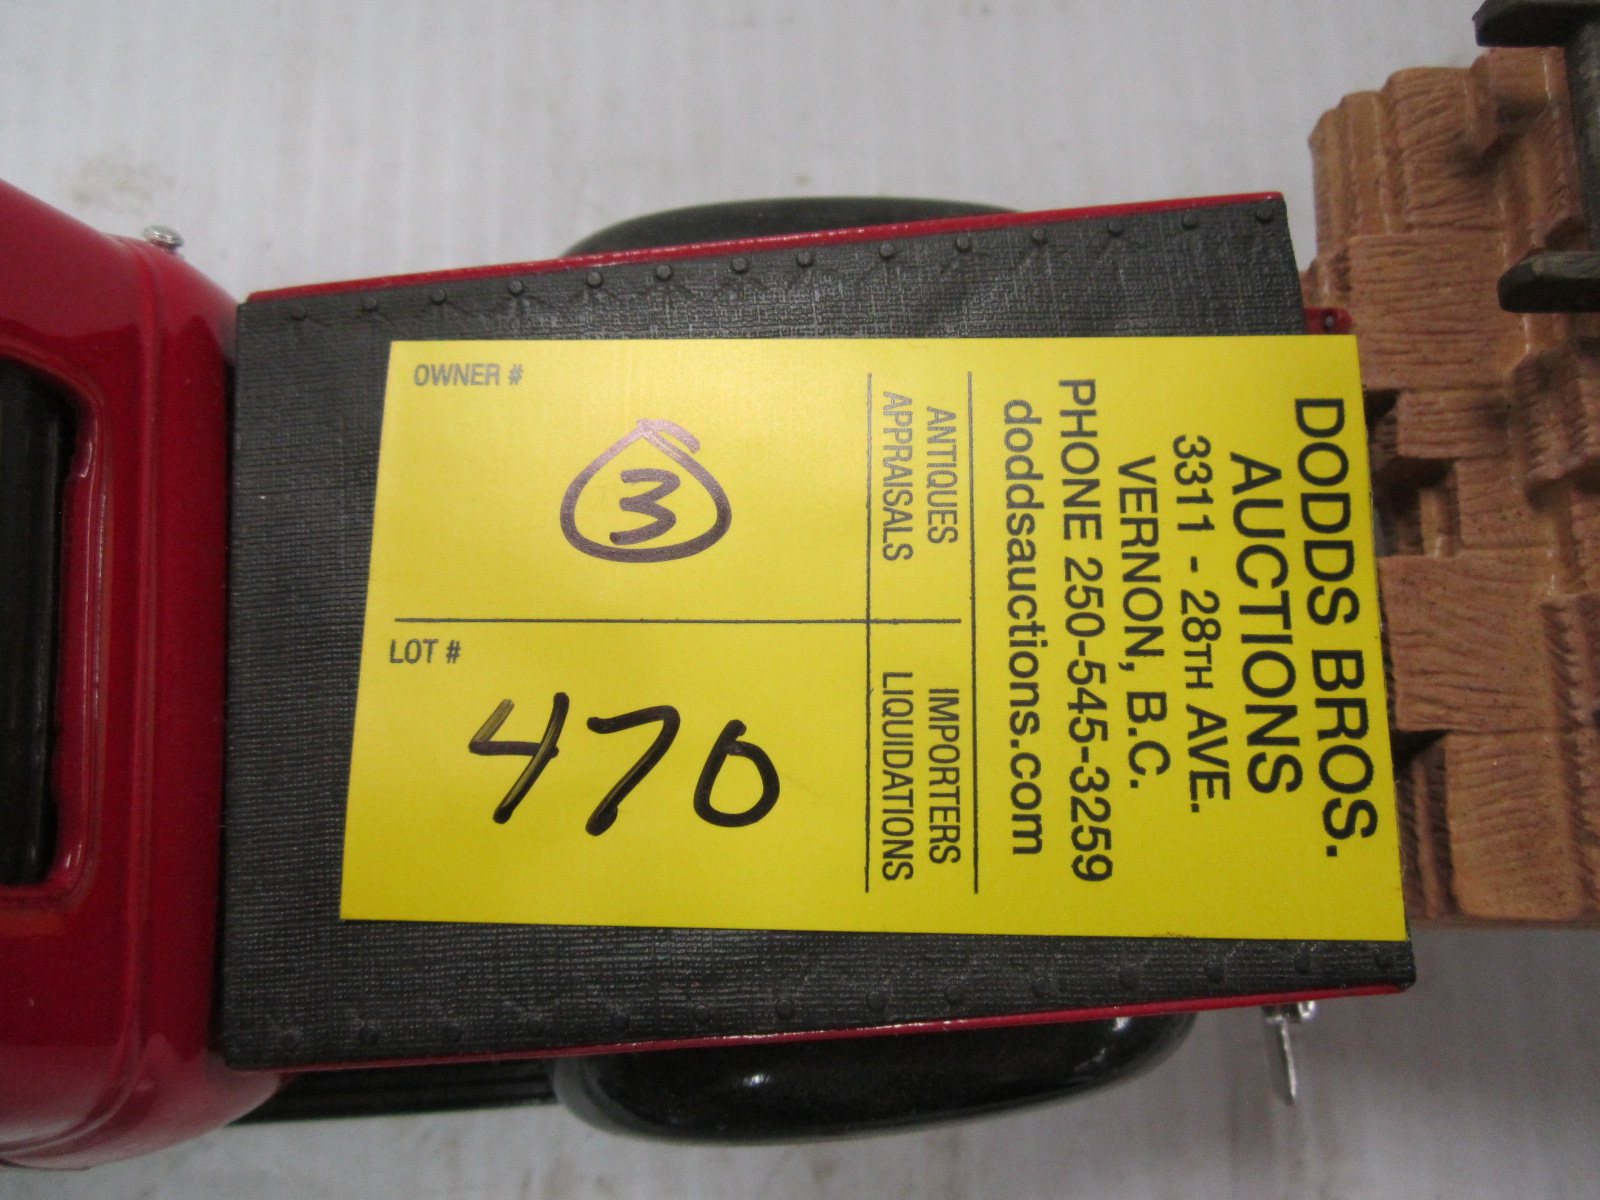 DODDS BROS.
AUCTIONS
3311 - 28TH AVE.
VERNON, B.C.
PHONE 250-545-3259
doddsauctions.com
ANTIQUES
APPRAISALS
IMPORTERS
LIQUIDATIONS
OWNER #
3
LOT #
470